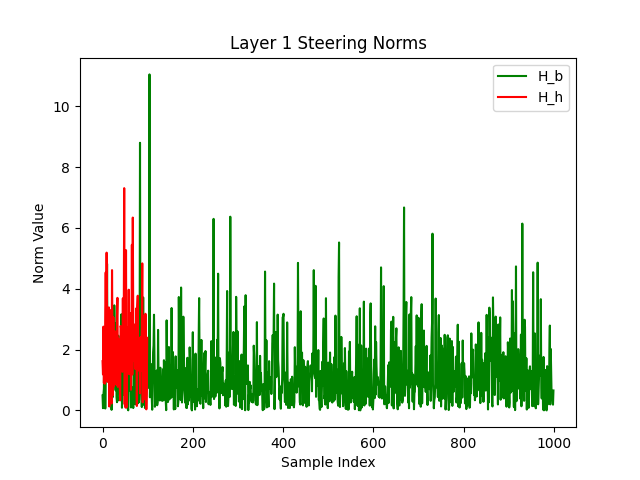 Layer 1 Steering Norms
H_b
H_h
Norm Value
10
8
6
4
2
0
0 200 400 600 800 1000
Sample Index